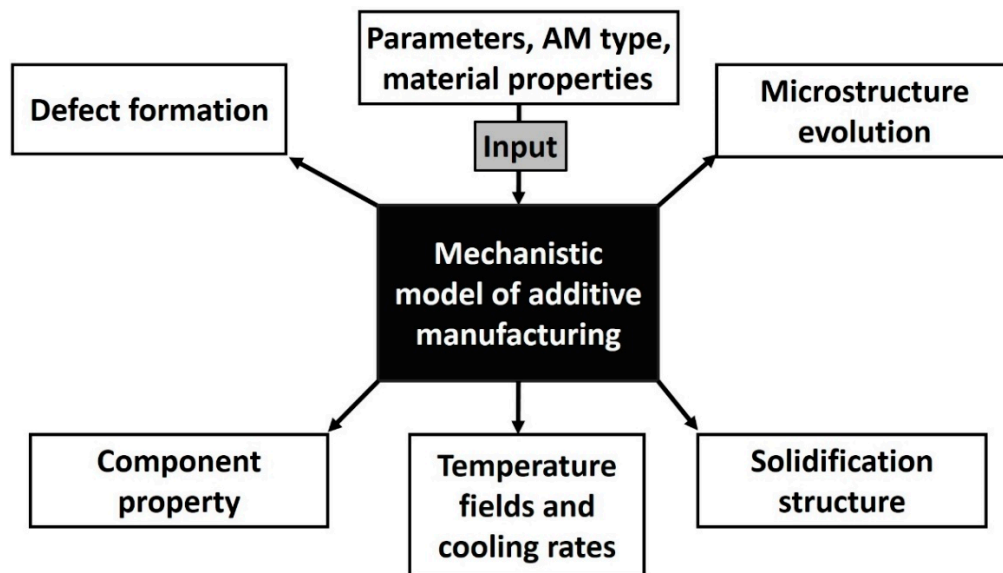 Parameters, AM type,
material properties
Defect formation
Microstructure
evolution
Input
Mechanistic
model of additive
manufacturing
Component
property
Temperature
fields and
cooling rates
Solidification
structure